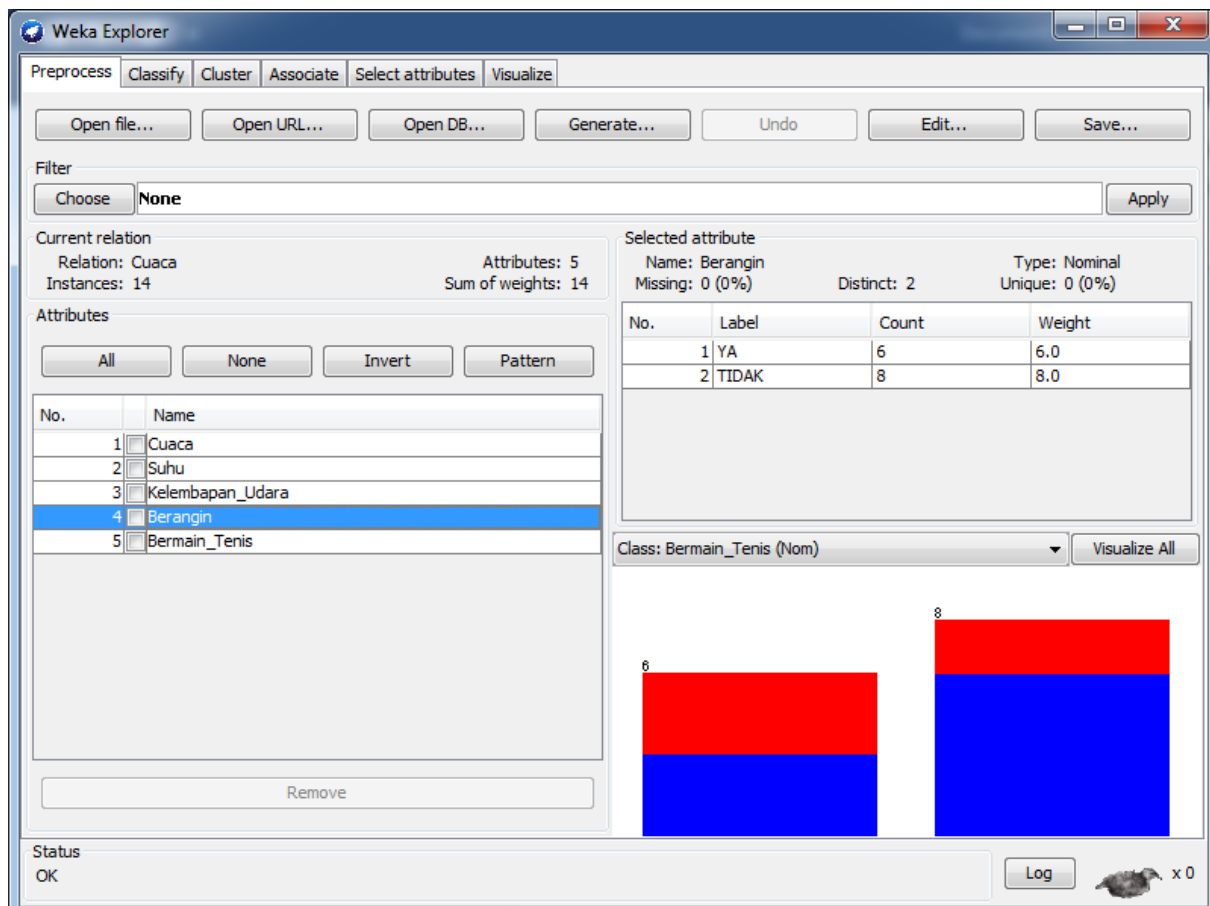 Weka Explorer
Preprocess Classify Cluster Associate Select attributes Visualize
Open file... Open URL... Open DB... Generate... Undo Edit... Save...
Filter
Choose None Apply
Current relation
Relation: Cuaca Attributes: 5
Instances: 14 Sum of weights: 14
Attributes
All None Invert Pattern
No. Name
1 Cuaca
2 Suhu
3 Kelembapan_Udara
4 Berangin
5 Bermain_Tenis
Remove
Selected attribute
Name: Berangin Type: Nominal
Missing: 0 (0%) Distinct: 2 Unique: 0 (0%)
No. Label Count Weight
1 YA 6 6.0
2 TIDAK 8 8.0
Class: Bermain_Tenis (Nom) Visualize All
8
6
Status
OK
Log x 0